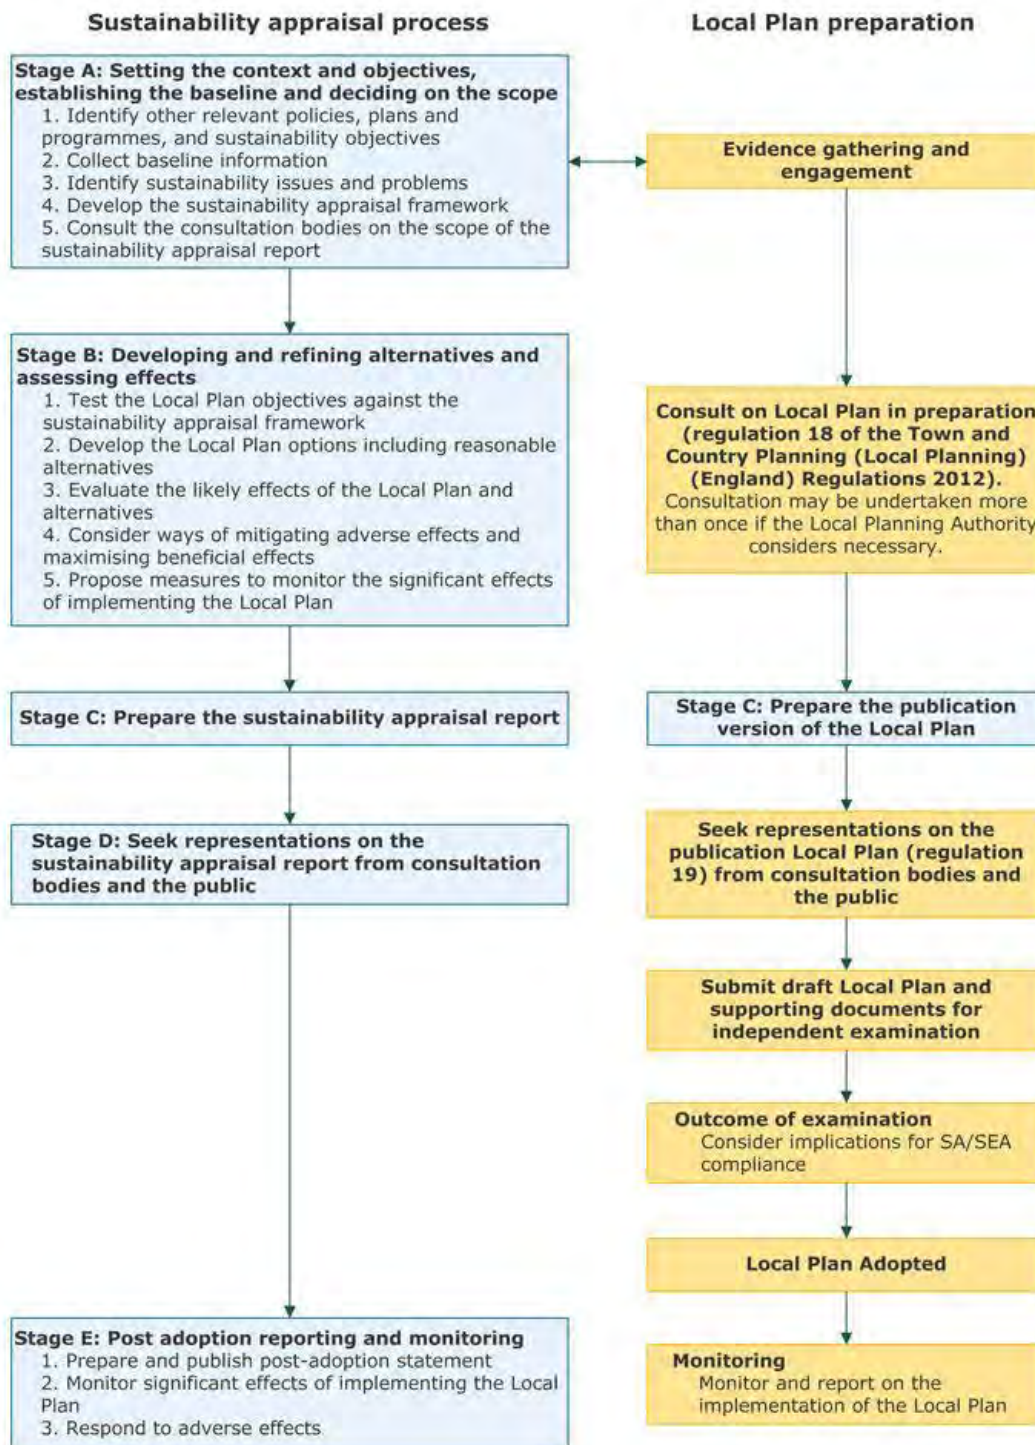 Sustainability appraisal process
Stage A: Setting the context and objectives,
establishing the baseline and deciding on the scope
1. Identify other relevant policies, plans and
programmes, and sustainability objectives
2. Collect baseline information
3. Identify sustainability issues and problems
4. Develop the sustainability appraisal framework
5. Consult the consultation bodies on the scope of the
sustainability appraisal report
Stage B: Developing and refining alternatives and
assessing effects
1. Test the Local Plan objectives against the
sustainability appraisal framework
2. Develop the Local Plan options including reasonable
alternatives
3. Evaluate the likely effects of the Local Plan and
alternatives
4. Consider ways of mitigating adverse effects and
maximising beneficial effects
5. Propose measures to monitor the significant effects
of implementing the Local Plan
Stage C: Prepare the sustainability appraisal report
Stage D: Seek representations on the
sustainability appraisal report from consultation
bodies and the public
Stage E: Post adoption reporting and monitoring
1. Prepare and publish post-adoption statement
2. Monitor significant effects of implementing the Local
Plan
3. Respond to adverse effects
Local Plan preparation
Evidence gathering and
engagement
Consult on Local Plan in preparation
(regulation 18 of the Town and
Country Planning (Local Planning)
(England) Regulations 2012).
Consultation may be undertaken more
than once if the Local Planning Authority
considers necessary.
Stage C: Prepare the publication
version of the Local Plan
Seek representations on the
publication Local Plan (regulation
19) from consultation bodies and
the public
Submit draft Local Plan and
supporting documents for
independent examination
Outcome of examination
Consider implications for SA/SEA
compliance
Local Plan Adopted
Monitoring
Monitor and report on the
implementation of the Local Plan